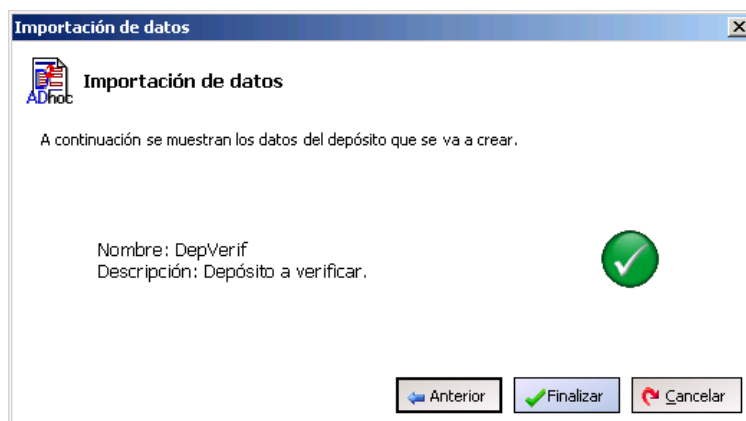 Importación de datos
ADhoc
Importación de datos
A continuación se muestran los datos del depósito que se va a crear.
Nombre: DepVerif
Descripción: Depósito a verificar.
Anterior
Finalizar
Cancelar